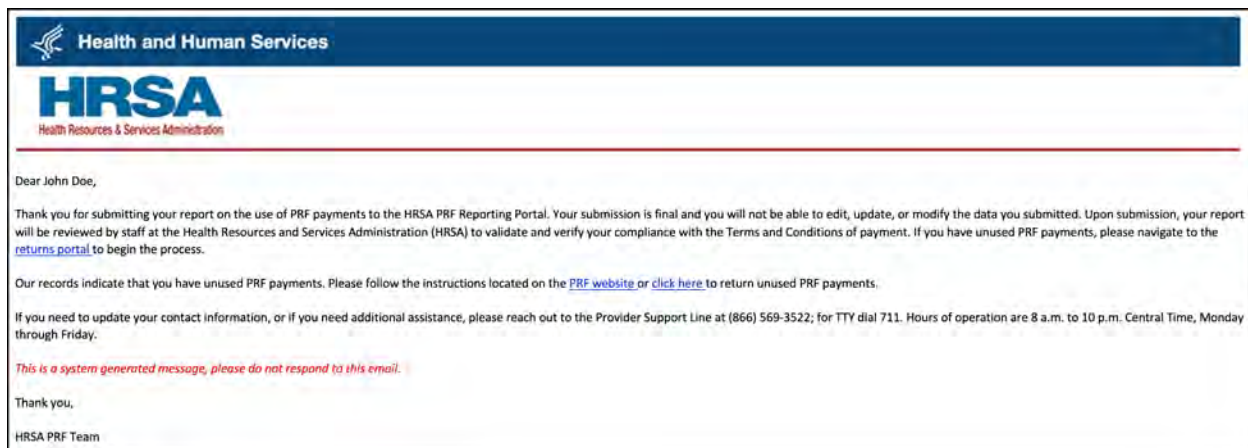 Health and Human Services
HRSA
Health Resources & Services Administration
Dear John Doe,
Thank you for submitting your report on the use of PRF payments to the HRSA PRF Reporting Portal. Your submission is final and you will not be able to edit, update, or modify the data you submitted. Upon submission, your report
will be reviewed by staff at the Health Resources and Services Administration (HRSA) to validate and verify your compliance with the Terms and Conditions of payment. If you have unused PRF payments, please navigate to the
returns portal to begin the process.
Our records indicate that you have unused PRF payments. Please follow the instructions located on the PRF website or click here to return unused PRF payments.
If you need to update your contact information, or if you need additional assistance, please reach out to the Provider Support Line at (866) 569-3522; for TTY dial 711. Hours of operation are 8 a.m. to 10 p.m. Central Time, Monday
through Friday.
This is a system generated message, please do not respond to this email.
Thank you,
HRSA PRF Team